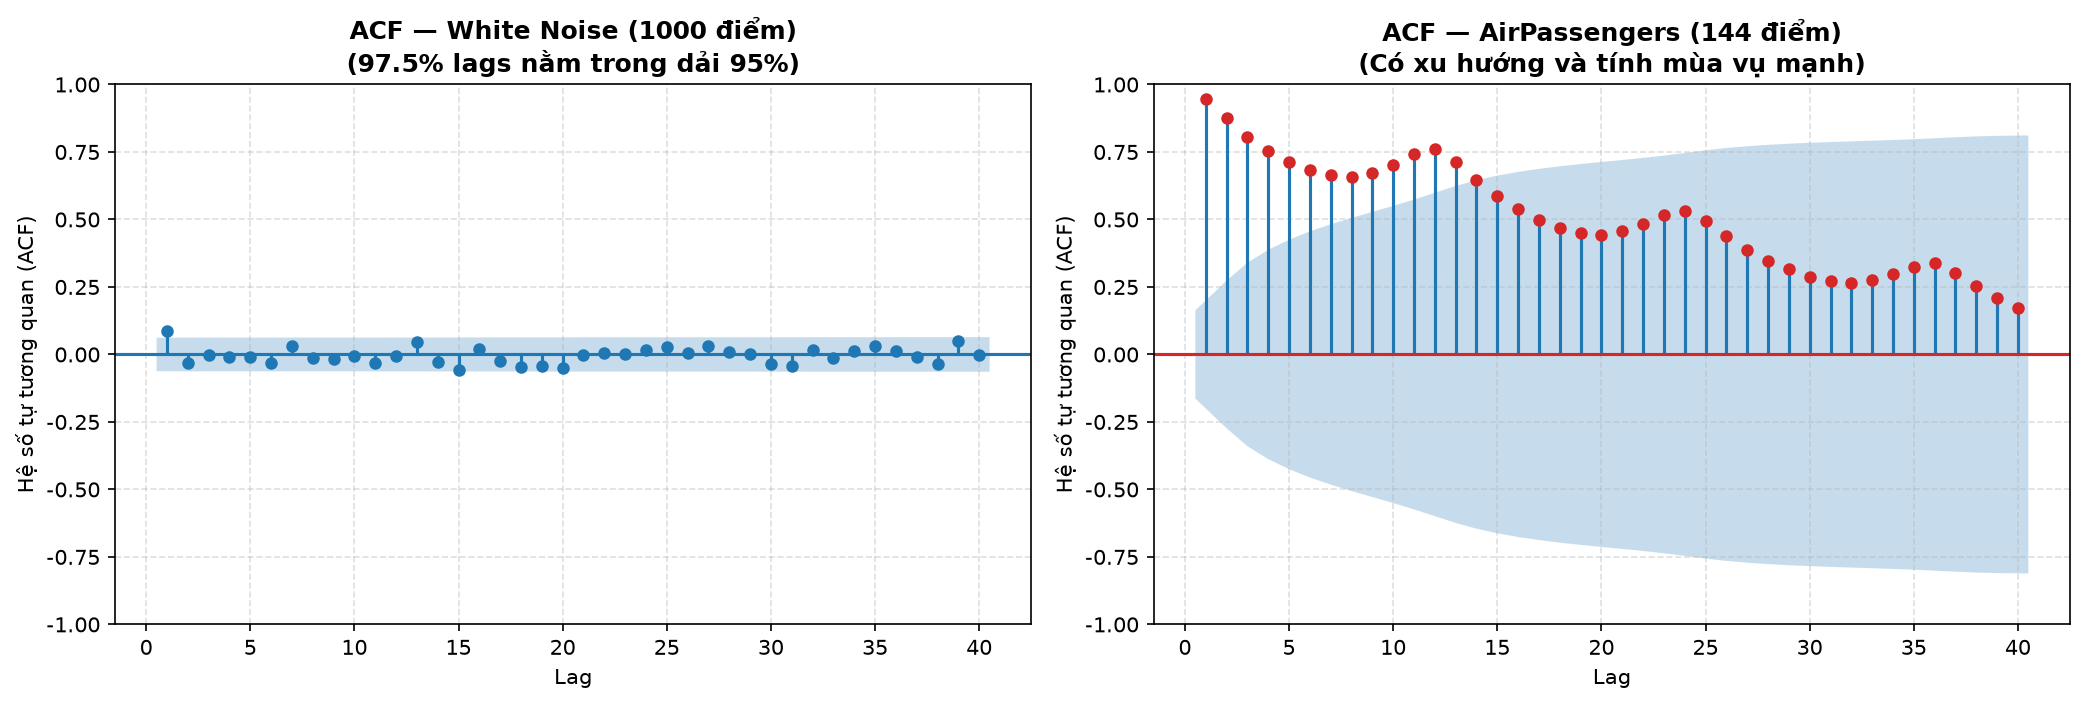 ACF — White Noise (1000 điểm)
(97.5% lags nằm trong dải 95%)
1.00
0.75
0.50
0.25
0.00
-0.25
-0.50
-0.75
-1.00
Hệ số tự tương quan (ACF)
0 5 10 15 20 25 30 35 40
Lag
ACF — AirPassengers (144 điểm)
(Có xu hướng và tính mùa vụ mạnh)
1.00
0.75
0.50
0.25
0.00
-0.25
-0.50
-0.75
-1.00
Hệ số tự tương quan (ACF)
0 5 10 15 20 25 30 35 40
Lag